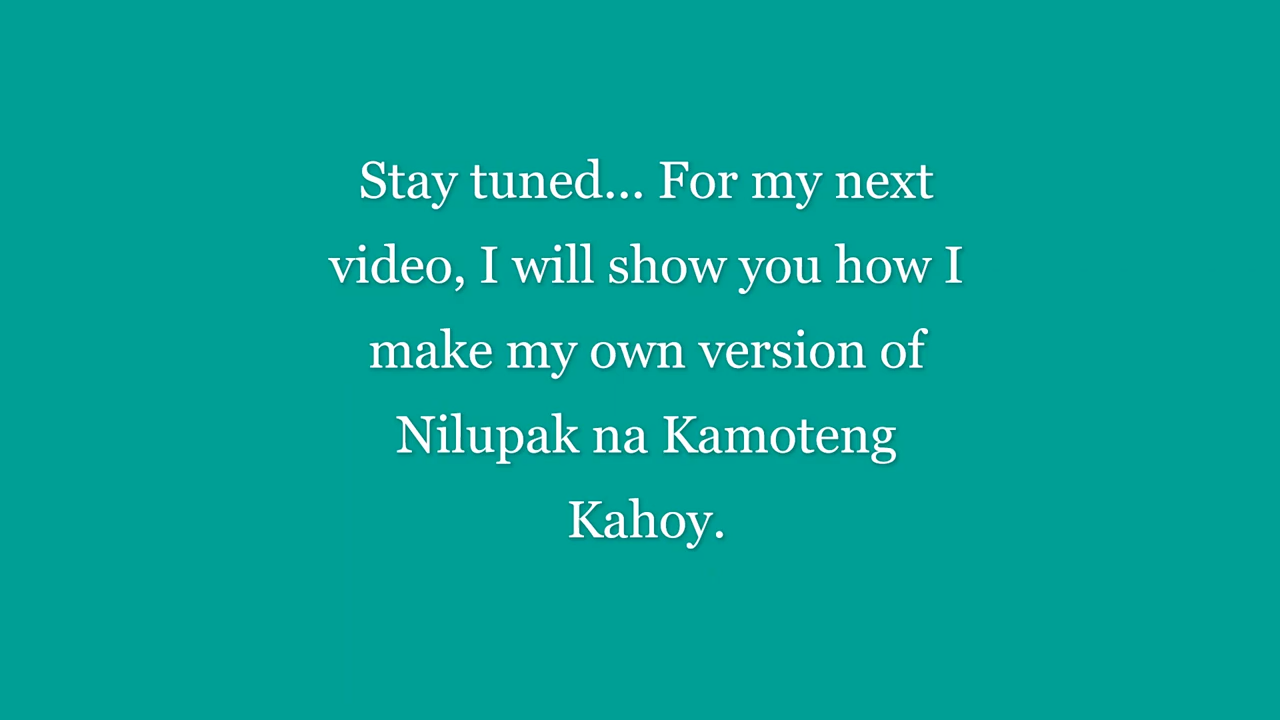 Stay tuned... For my next
video, I will show you how I
make my own version of
Nilupak na Kamoteng
Kahoy.